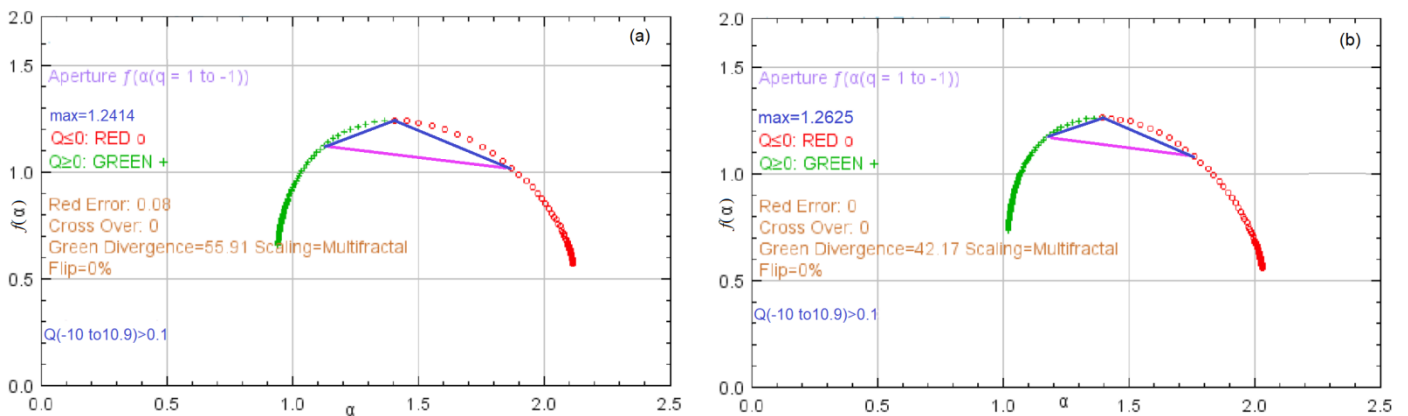 2.0
(a)
1.5
Aperture ƒ(α(q = 1 to -1))
max=1.2414
Q≤0: RED o
Q≥0: GREEN +
1.0
Red Error: 0.08
Cross Over: 0
Green Divergence=55.91 Scaling=Multifractal
Flip=0%
0.5
Q(-10 to10.9)>0.1
0.0
f(α)
0.0 0.5 1.0 1.5 2.0 2.5
α
2.0
(b)
1.5
Aperture ƒ(α(q = 1 to -1))
max=1.2625
Q≤0: RED o
Q≥0: GREEN +
1.0
Red Error: 0
Cross Over: 0
Green Divergence=42.17 Scaling=Multifractal
Flip=0%
0.5
Q(-10 to10.9)>0.1
0.0
f(α)
0.0 0.5 1.0 1.5 2.0 2.5
α